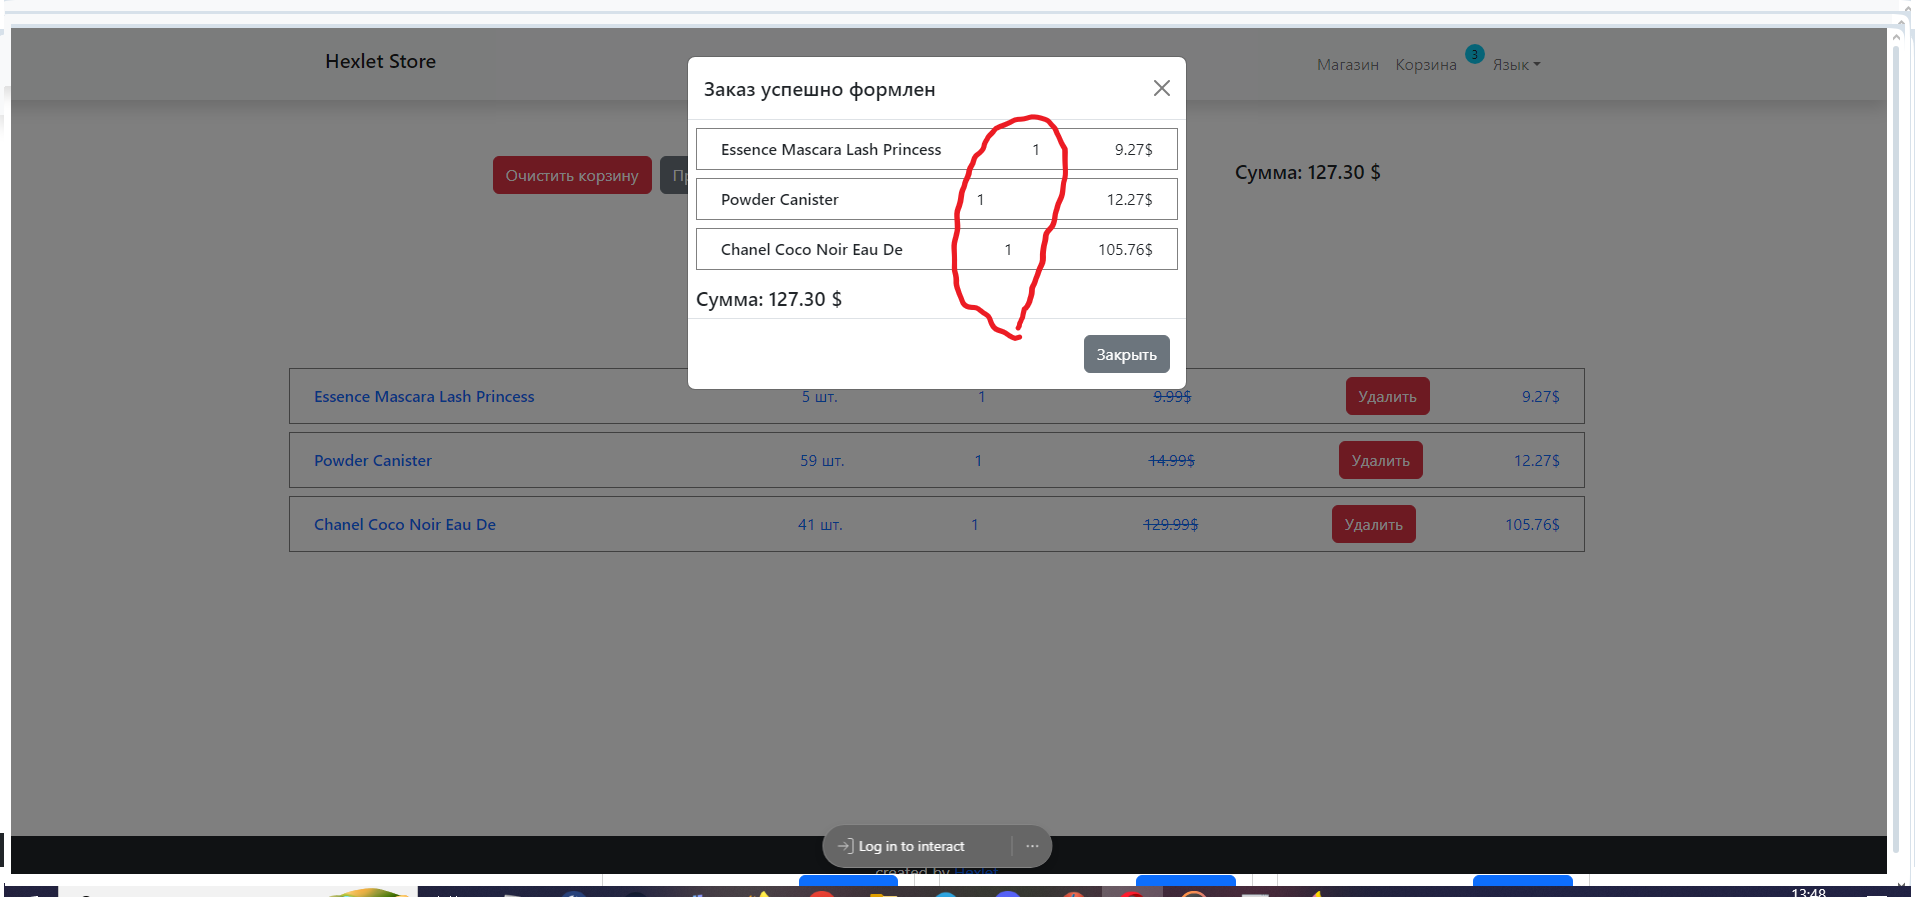 Hexlet Store
Магазин Корзина 3 Язык
Заказ успешно формлен
Essence Mascara Lash Princess 1 9.27$
Powder Canister 1 12.27$
Chanel Coco Noir Eau De 1 105.76$
Сумма: 127.30 $
Закрыть
Очистить корзину
Сумма: 127.30 $
Essence Mascara Lash Princess 5 шт. 1 9.99$ Удалить 9.27$
Powder Canister 59 шт. 1 14.99$ Удалить 12.27$
Chanel Coco Noir Eau De 41 шт. 1 129.99$ Удалить 105.76$
Log in to interact
created by Hexlet
13:48